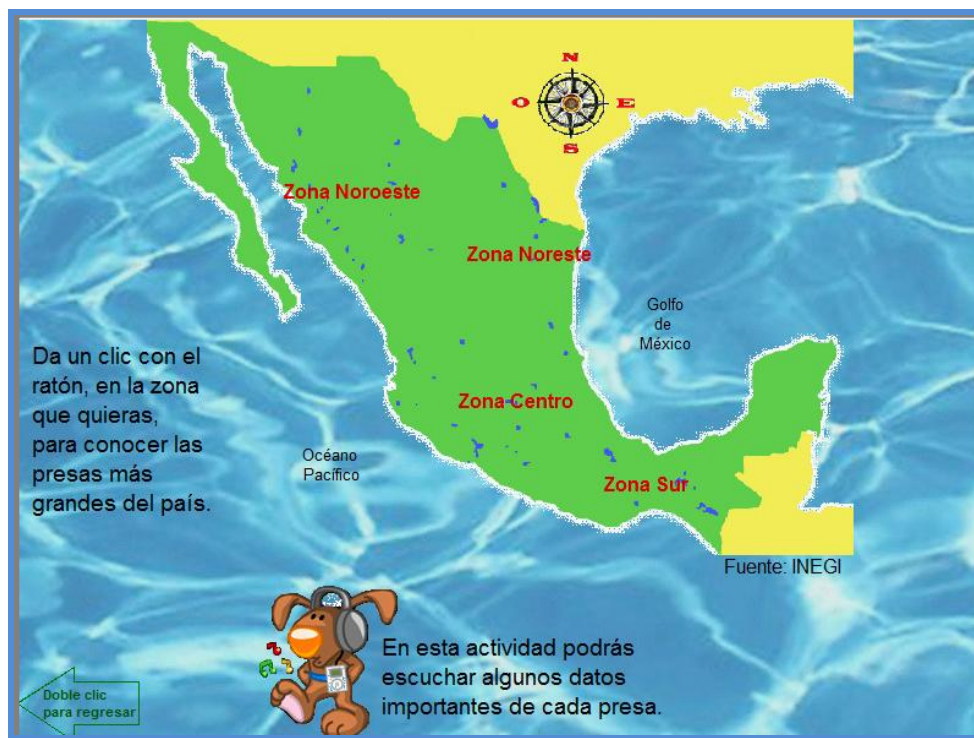 N
O
E
S
Zona Noroeste
Zona Noreste
Golfo
de
México
Da un clic con el
ratón, en la zona
que quieras,
para conocer las
presas más
grandes del país.
Zona Centro
Océano
Pacífico
Zona Sur
Fuente: INEGI
En esta actividad podrás
escuchar algunos datos
importantes de cada presa.
Doble clic
para regresar